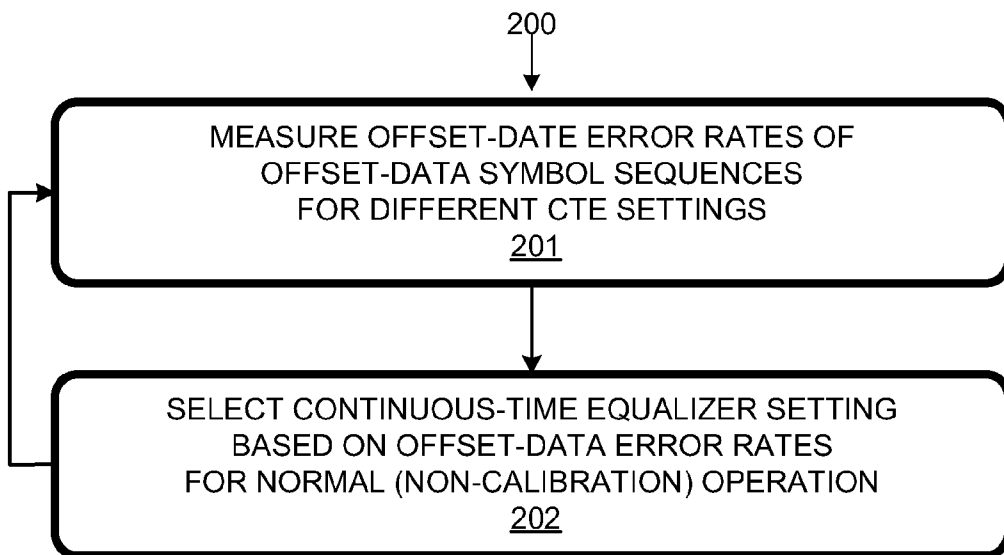 200
MEASURE OFFSET-DATE ERROR RATES OF
OFFSET-DATA SYMBOL SEQUENCES
FOR DIFFERENT CTE SETTINGS
201
SELECT CONTINUOUS-TIME EQUALIZER SETTING
BASED ON OFFSET-DATA ERROR RATES
FOR NORMAL (NON-CALIBRATION) OPERATION
202